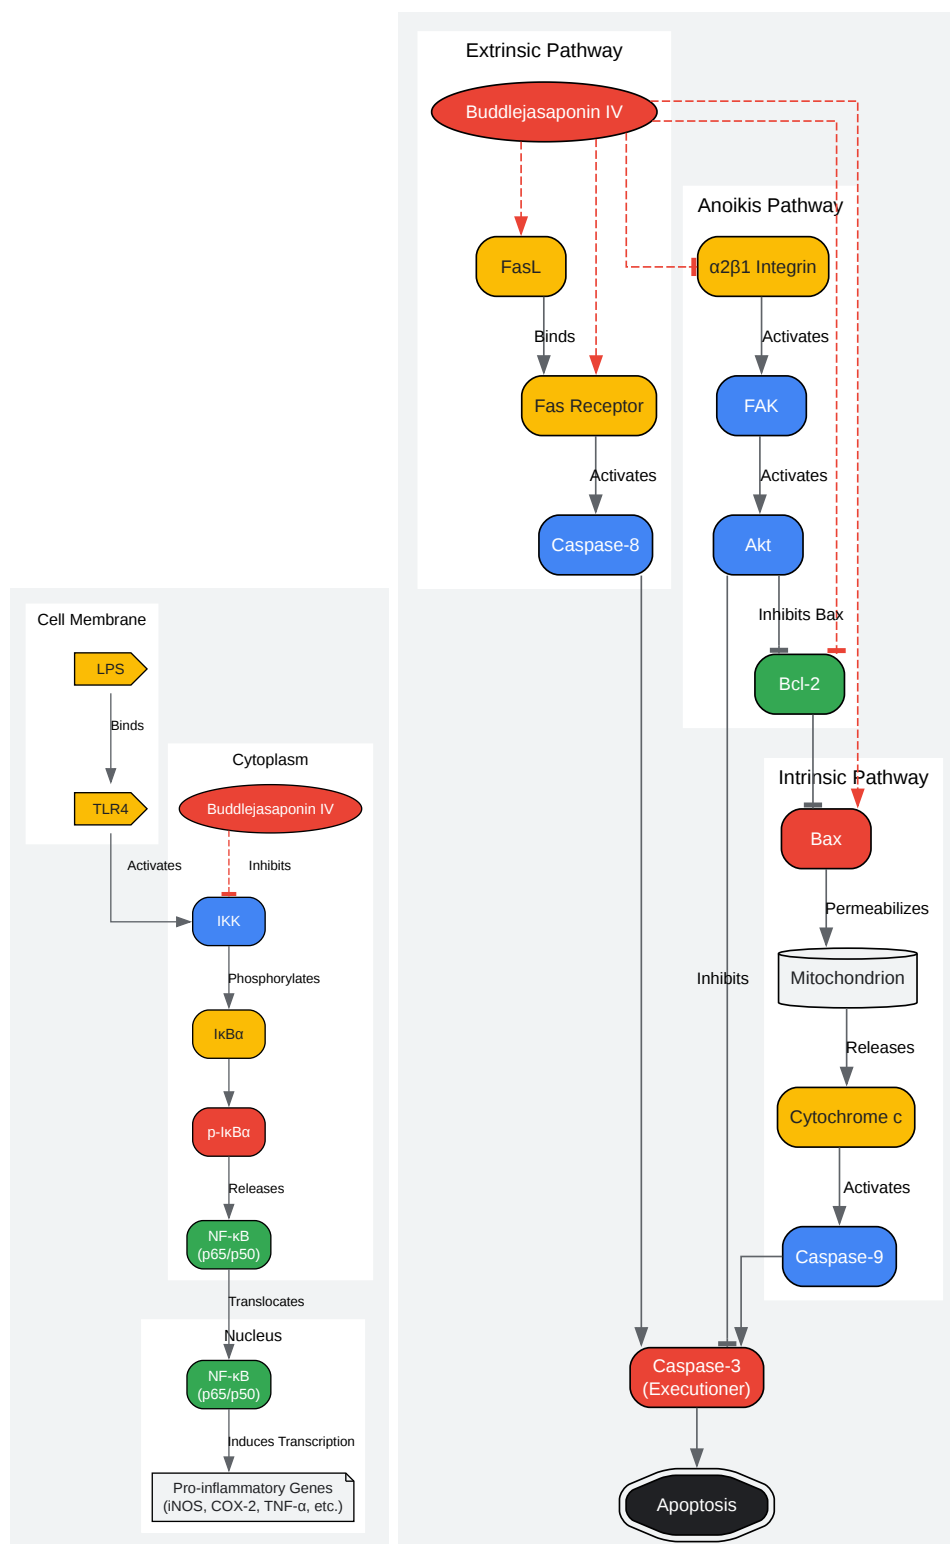 Extrinsic Pathway
Buddlejasaponin IV
Anoikis Pathway
FasL
α2β1 Integrin
Binds
Activates
Fas Receptor
FAK
Activates
Activates
Caspase-8
Akt
Inhibits Bax
Bcl-2
Intrinsic Pathway
Bax
Permeabilizes
Inhibits
Mitochondrion
Releases
Cytochrome c
Activates
Caspase-9
Caspase-3
(Executioner)
Apoptosis
Cell Membrane
LPS
Binds
Cytoplasm
TLR4
Buddlejasaponin IV
Activates
Inhibits
IKK
Phosphorylates
IκBα
p-IκBα
Releases
NF-κB
(p65/p50)
Translocates
Nucleus
NF-κB
(p65/p50)
Induces Transcription
Pro-inflammatory Genes
(iNOS, COX-2, TNF-α, etc.)